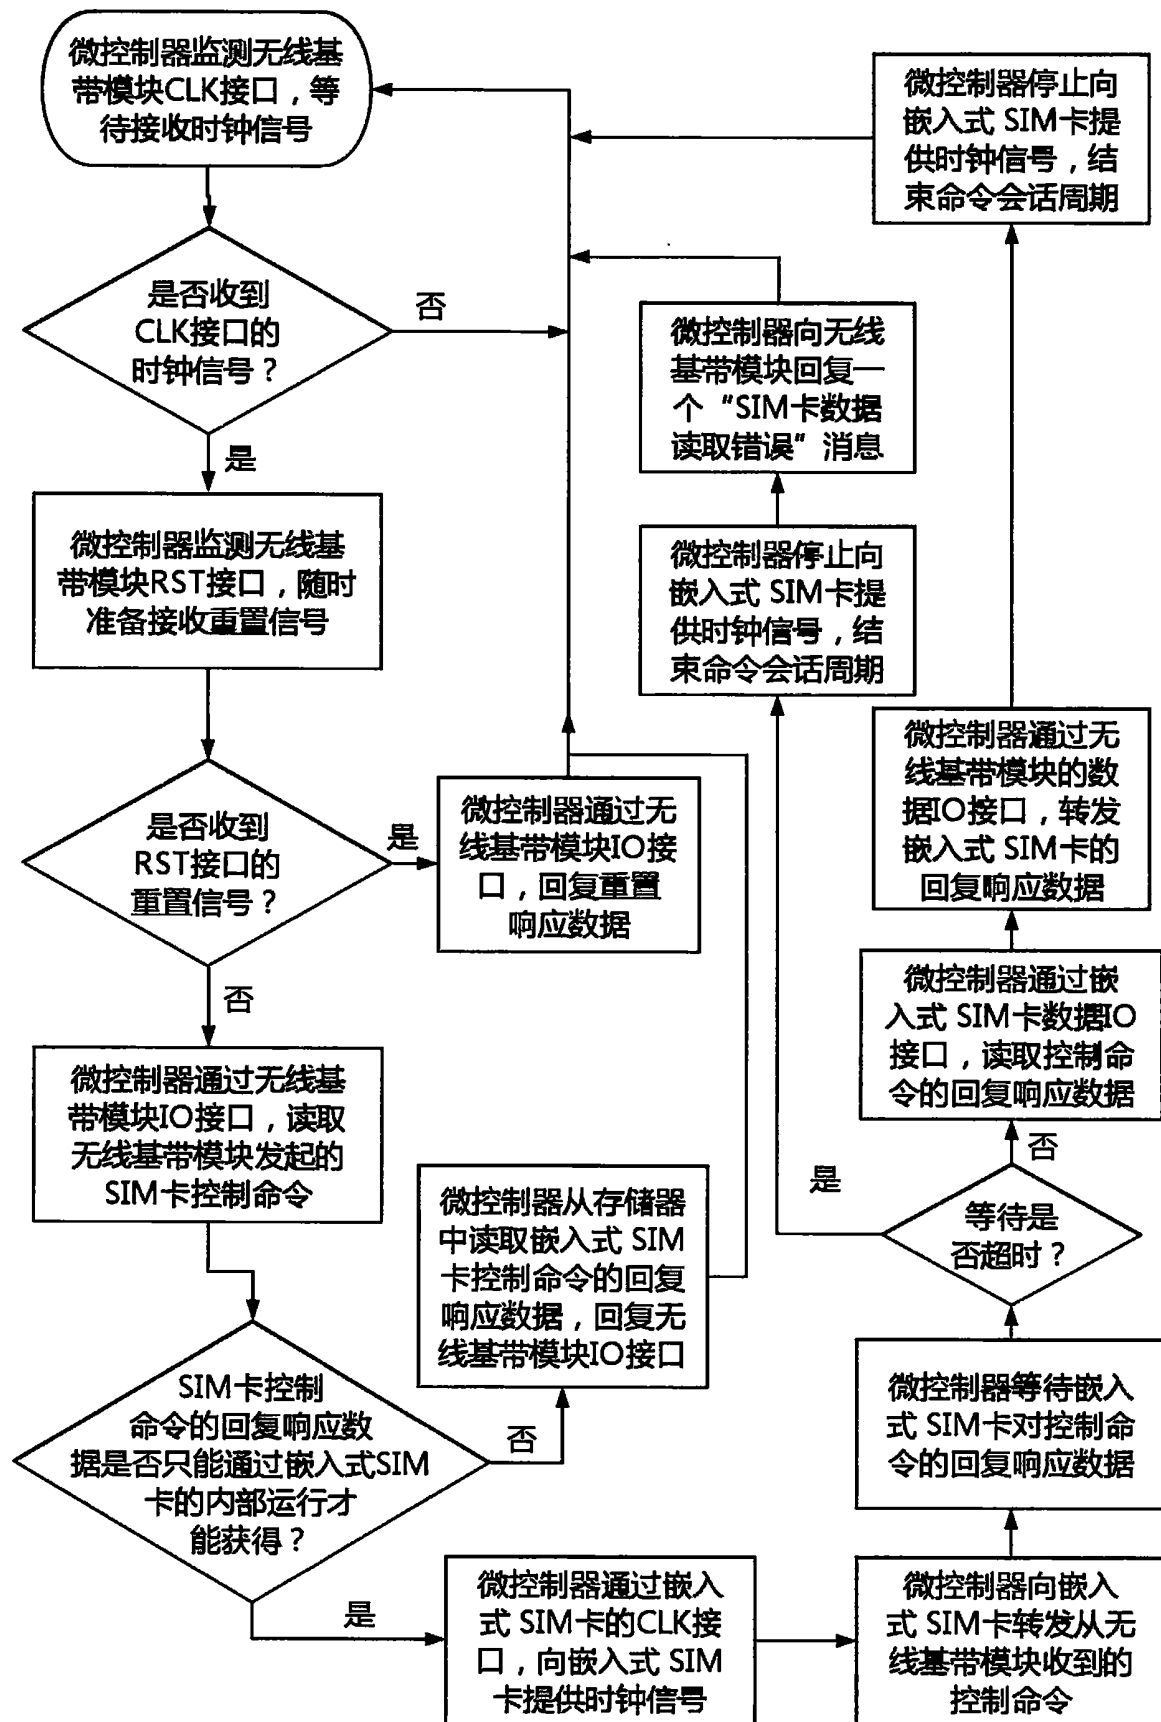 微控制器监测无线基
带模块CLK接口，等
待接收时钟信号
是否收到
CLK接口的
时钟信号？
否
是
微控制器监测无线基
带模块RST接口，随时
准备接收重置信号
是否收到
RST接口的
重置信号？
是
否
微控制器通过无
线基带模块IO接
口，回复重置
响应数据
微控制器通过无线基
带模块IO接口，读取
无线基带模块发起的
SIM卡控制命令
SIM卡控制
命令的回复响应数
据是否只能通过嵌入式SIM
卡的内部运行才
能获得？
否
是
微控制器从存储器
中读取嵌入式 SIM
卡控制命令的回复
响应数据，回复无
线基带模块IO接口
微控制器通过嵌入
式 SIM卡的CLK接
口，向嵌入式 SIM
卡提供时钟信号
微控制器向嵌入
式 SIM卡转发从无
线基带模块收到的
控制命令
微控制器等待嵌入
式 SIM卡对控制命
令的回复响应数据
等待是
否超时？
是
否
微控制器停止向
嵌入式 SIM卡提
供时钟信号，结
束命令会话周期
微控制器向无线
基带模块回复一
个“SIM卡数据
读取错误”消息
微控制器通过嵌
入式 SIM卡数据IO
接口，读取控制命
令的回复响应数据
微控制器通过无
线基带模块的数
据IO接口，转发
嵌入式 SIM卡的
回复响应数据
微控制器停止向
嵌入式 SIM卡提
供时钟信号，结
束命令会话周期